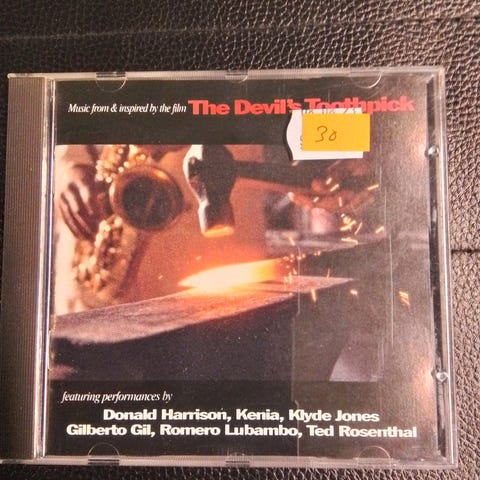 Music from & inspired by the film The Devil's Toothpick
30
featuring performances by
Donald Harrison, Kenia, Klyde Jones
Gilberto Gil, Romero Lubambo, Ted Rosenthal